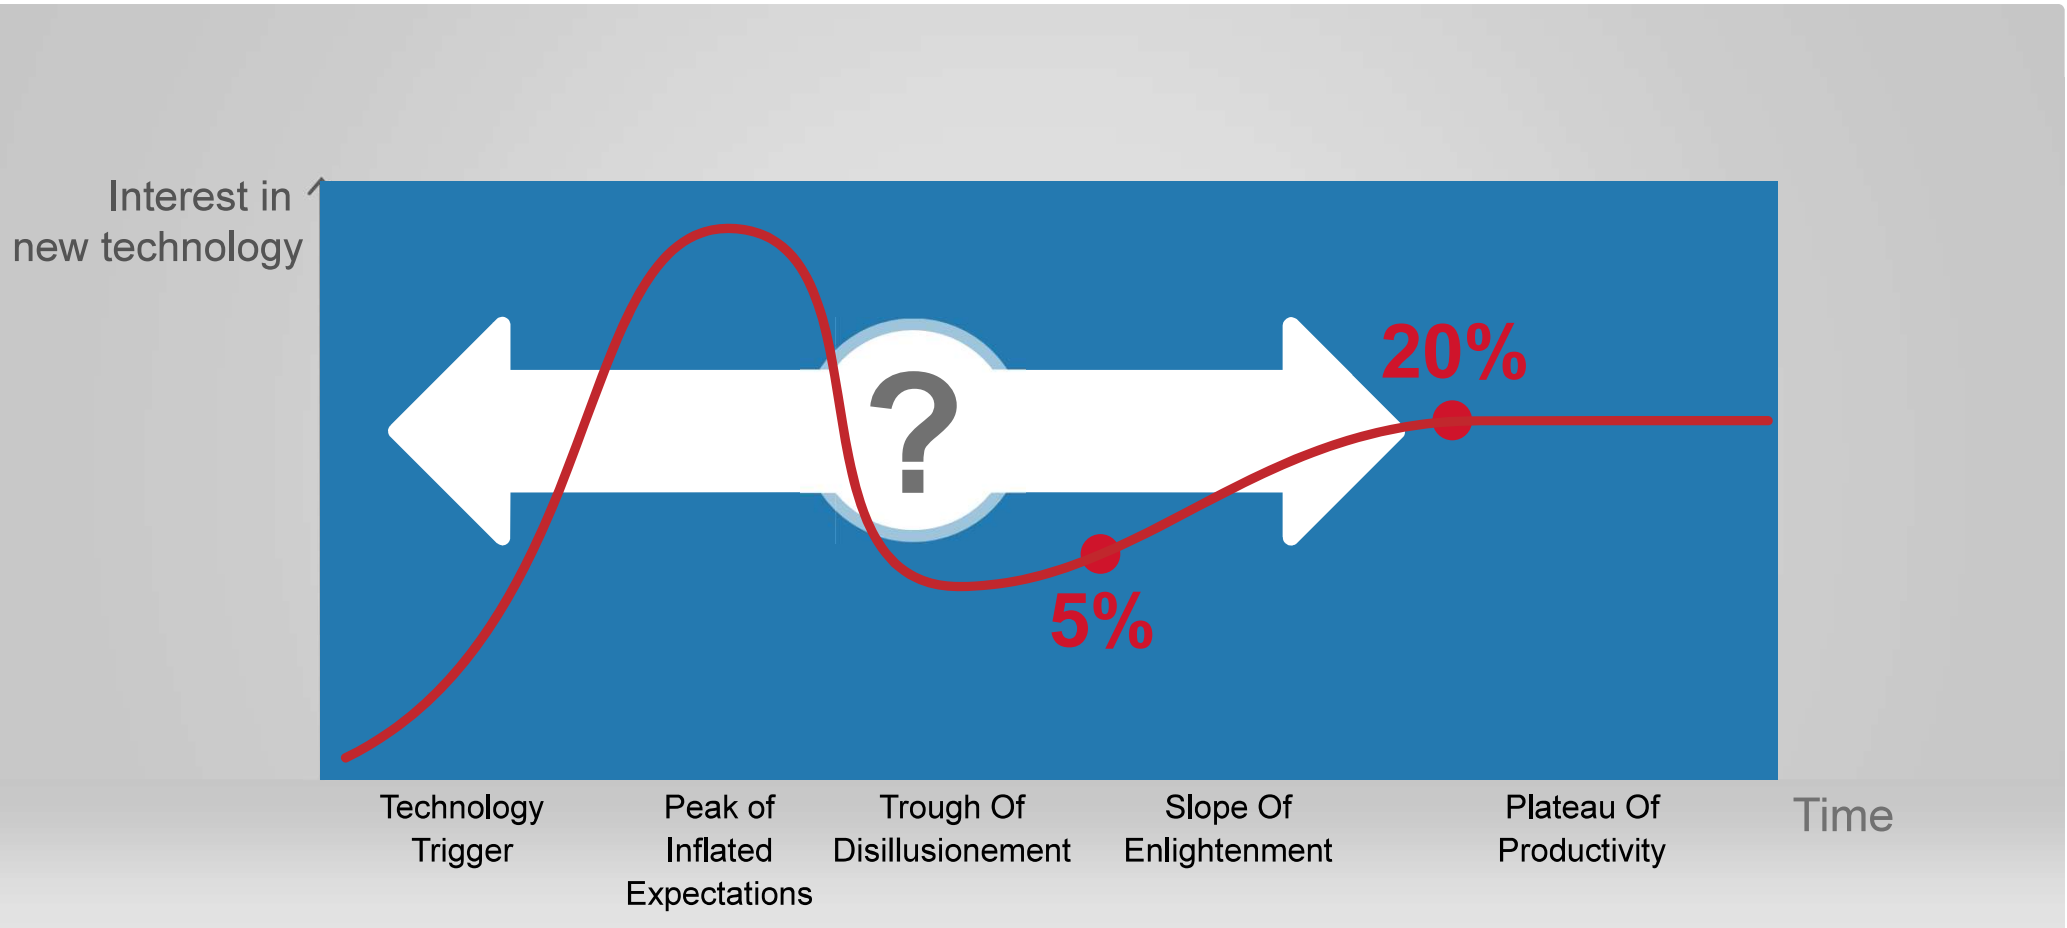 Interest in
new technology
?
20%
5%
Technology
Trigger
Peak of
Inflated
Expectations
Trough Of
Disillusionement
Slope Of
Enlightenment
Plateau Of
Productivity
Time